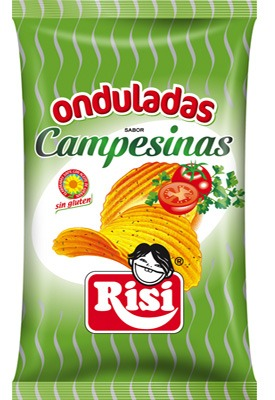 onduladas
SABOR
Campesinas
sin gluten
®
Risi